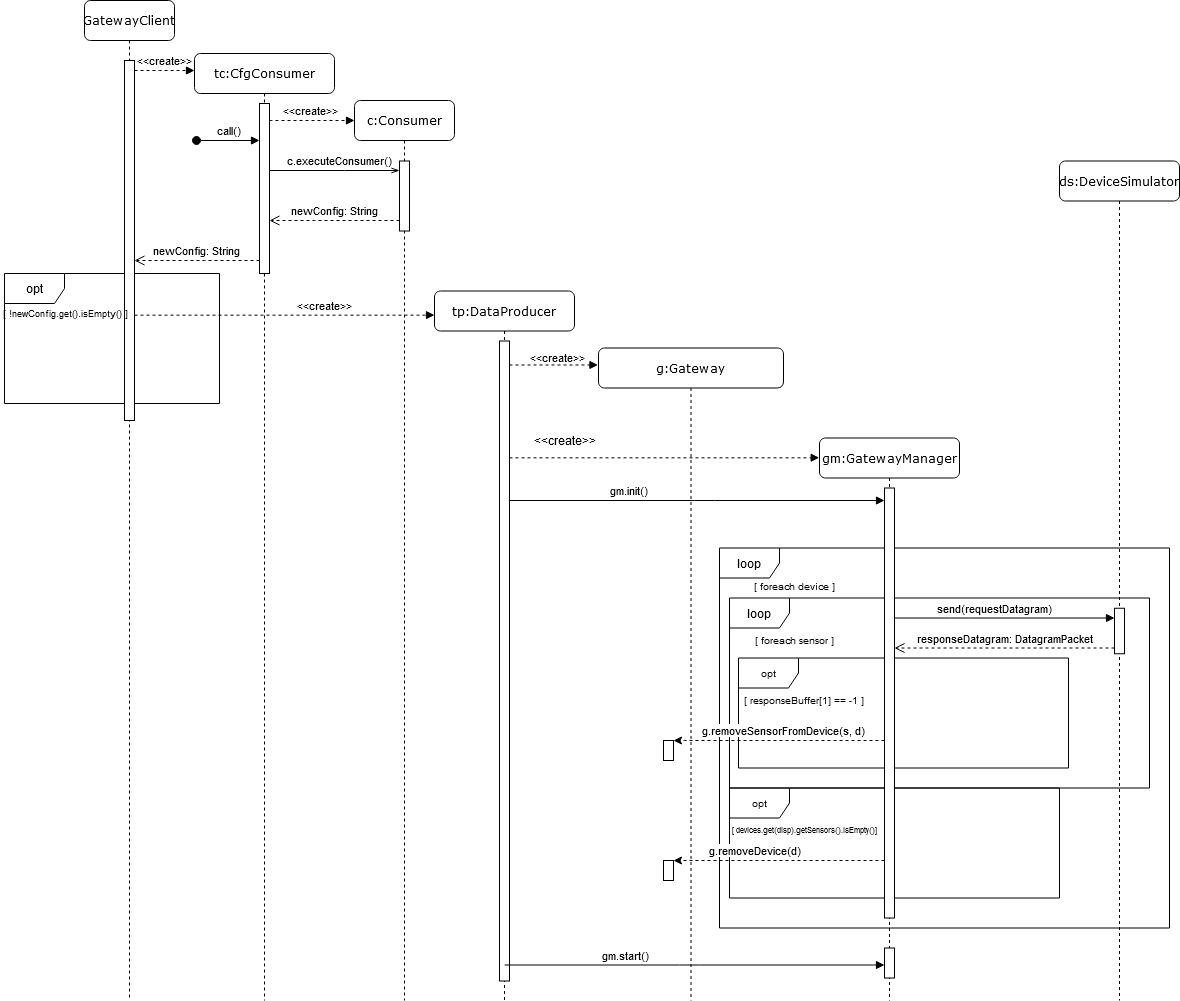 GatewayClient
<<create>>
tc:CfgConsumer
<<create>>
c:Consumer
call()
c.executeConsumer()
ds:DeviceSimulator
newConfig: String
newConfig: String
opt
[ !newConfig.get().isEmpty() ]
<<create>>
tp:DataProducer
<<create>>
g:Gateway
<<create>>
gm:GatewayManager
gm.init()
loop
[ foreach device ]
loop
send(requestDatagram)
[ foreach sensor ]
responseDatagram: DatagramPacket
opt
[ responseBuffer[1] == -1 ]
g.removeSensorFromDevice(s, d)
opt
[ devices.get(disp).getSensors().isEmpty()]
g.removeDevice(d)
gm.start()